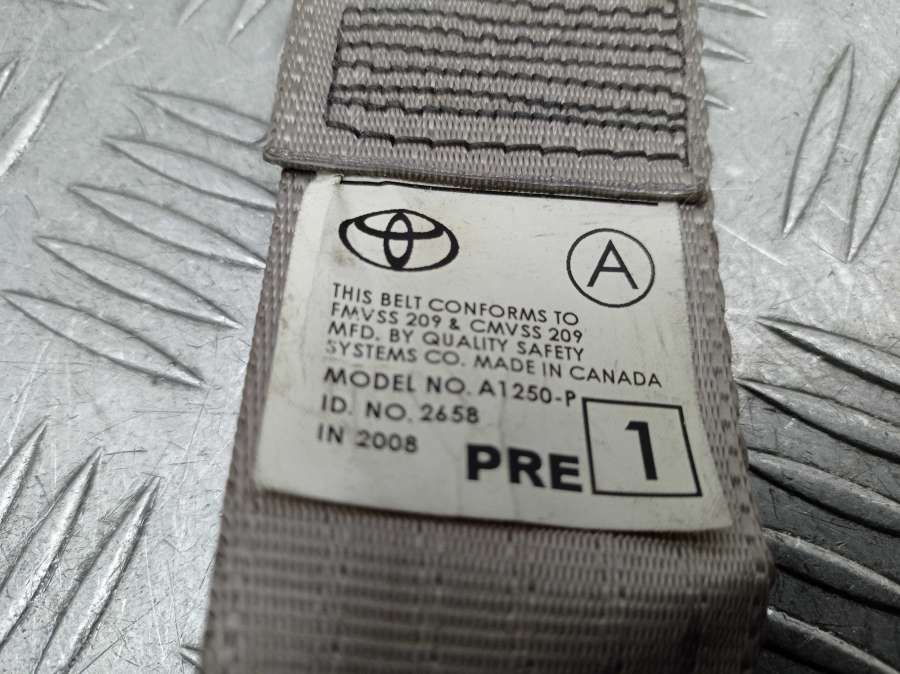 A
THIS BELT CONFORMS TO
FMVSS 209 & CMVSS 209
MFD. BY QUALITY SAFETY
SYSTEMS CO. MADE IN CANADA
MODEL NO. A1250-P
ID. NO. 2658
IN 2008
PRE 1